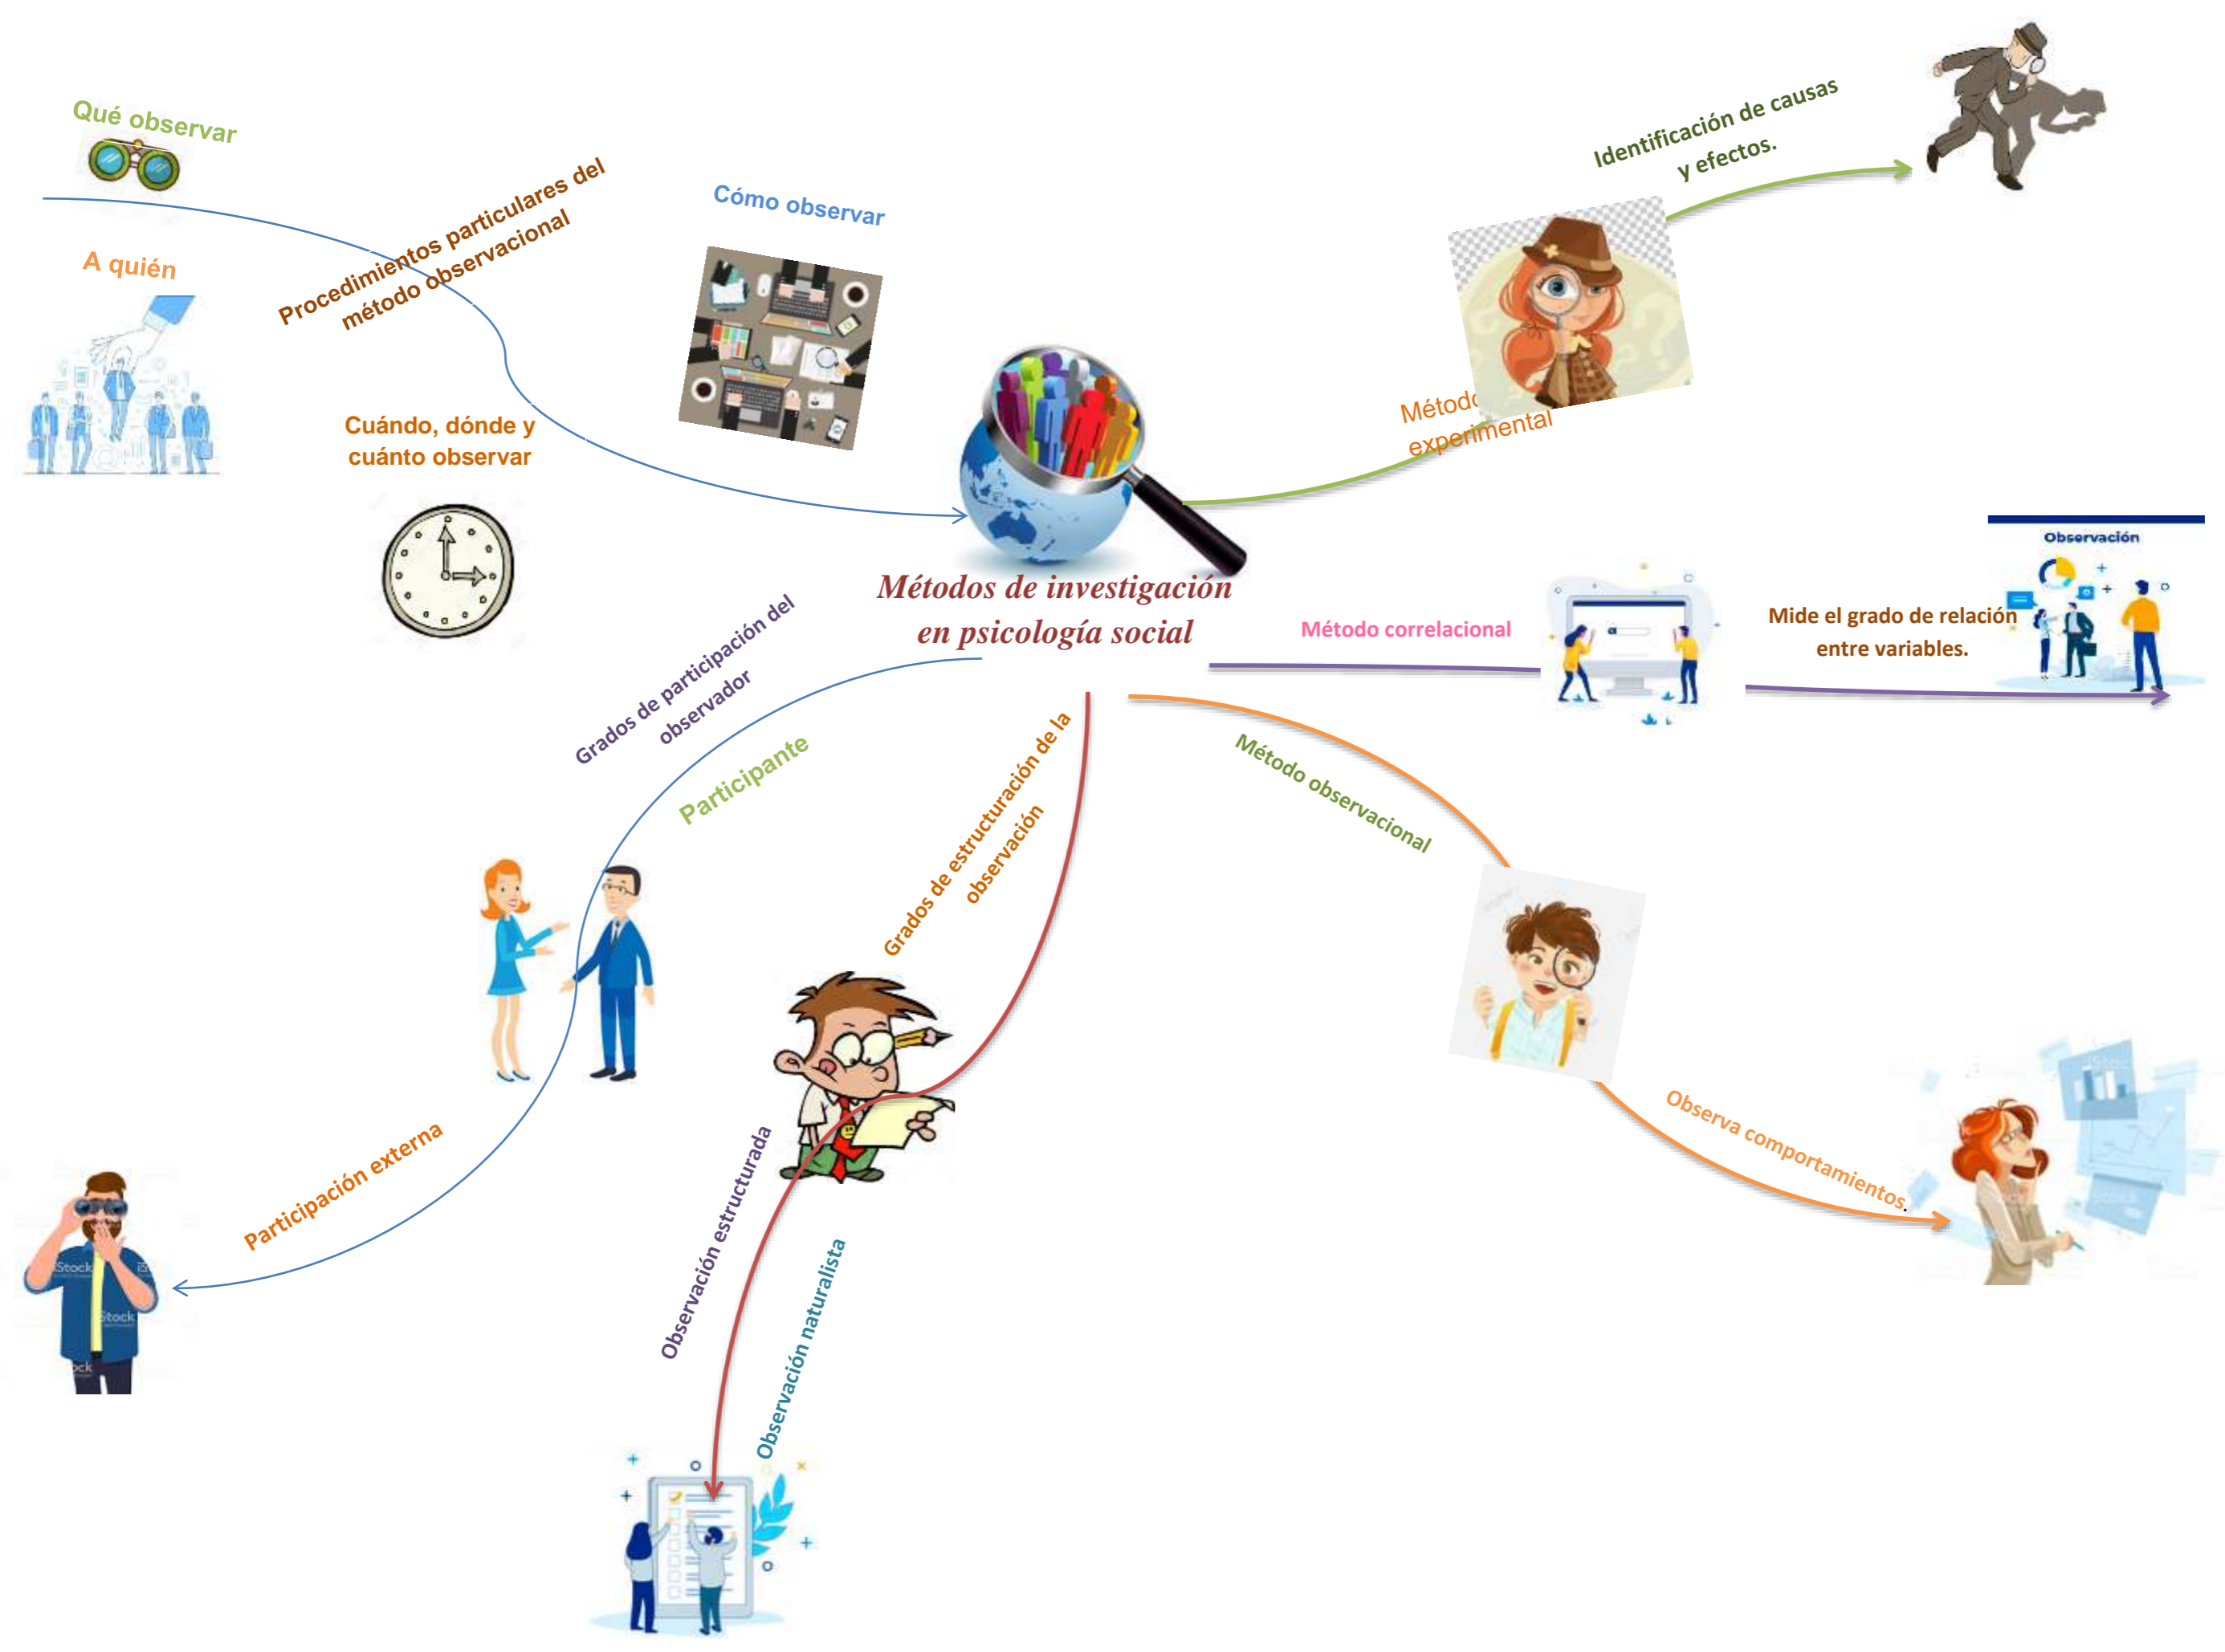 Qué observar
A quién
Procedimientos particulares del
método observacional
Cómo observar
Cuándo, dónde y
cuánto observar
Identificación de causas
y efectos.
Método
experimental
Métodos de investigación
en psicología social
Método correlacional
Mide el grado de relación
entre variables.
Observación
Grados de participación del
observador
Participante
Participación externa
Grados de estructuración de la
observación
Observación estructurada
Observación naturalista
Método observacional
Observa comportamientos.
iStock
Stock